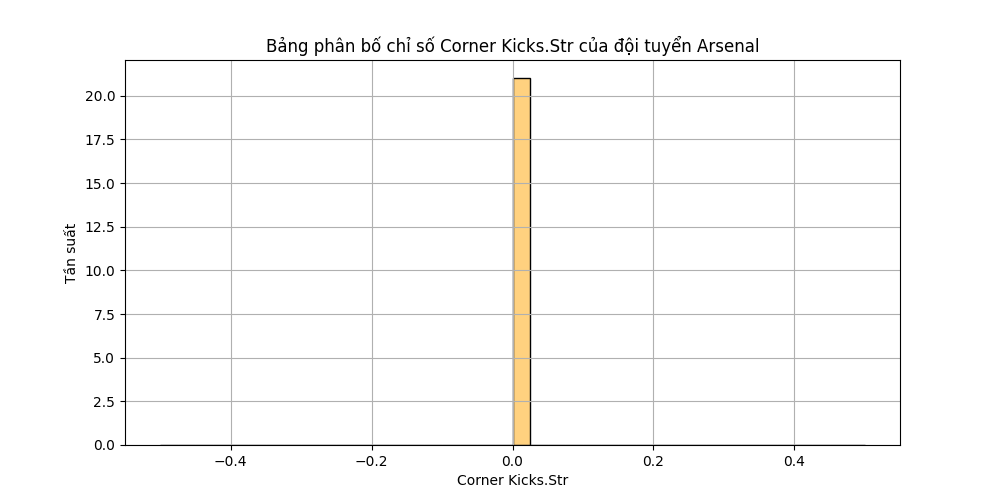 Bảng phân bố chỉ số Corner Kicks.Str của đội tuyển Arsenal
20.0
17.5
15.0
12.5
10.0
7.5
5.0
2.5
0.0
Tần suất
−0.4 −0.2 0.0 0.2 0.4
Corner Kicks.Str